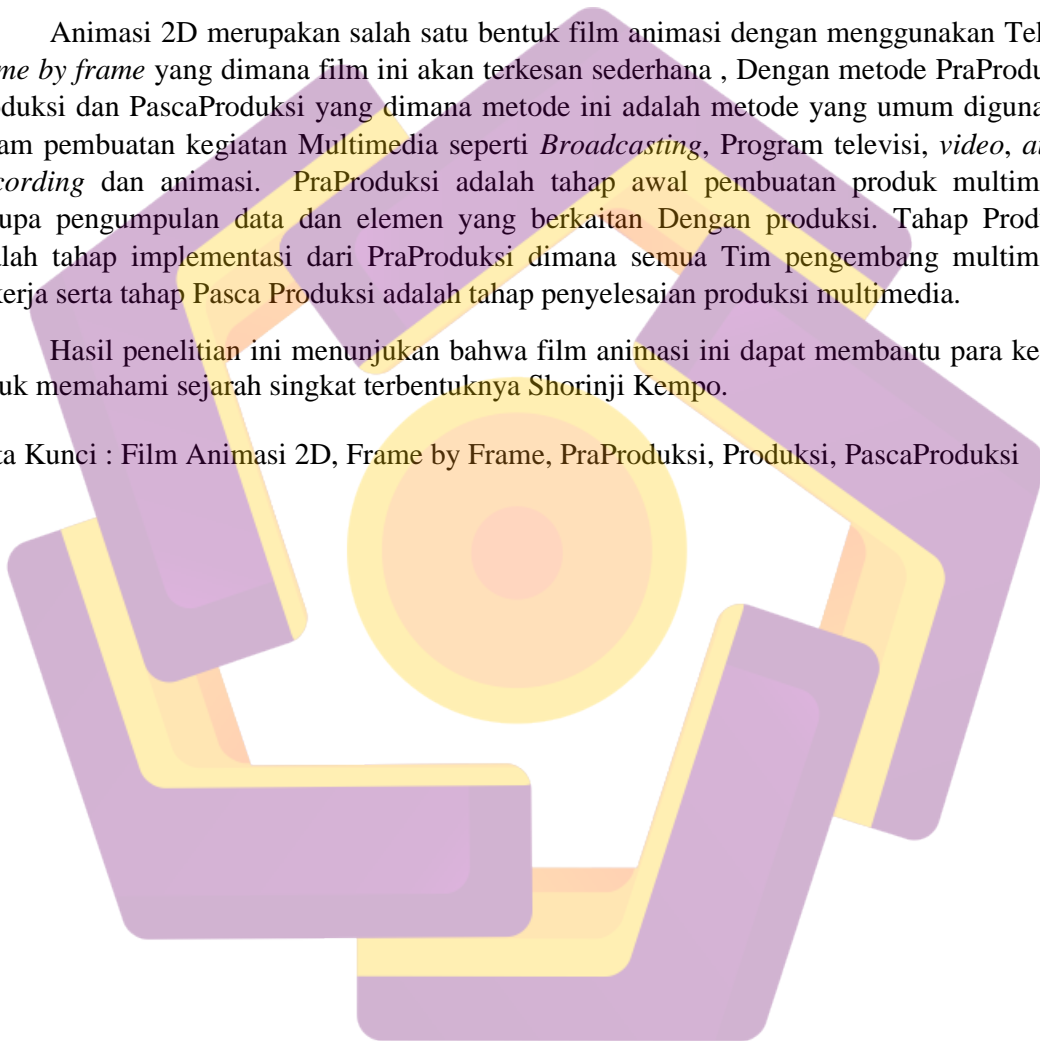 Animasi 2D merupakan salah satu bentuk film animasi dengan menggunakan Tek
me by frame yang dimana film ini akan terkesan sederhana , Dengan metode PraProdu
duksi dan PascaProduksi yang dimana metode ini adalah metode yang umum diguna
am pembuatan kegiatan Multimedia seperti Broadcasting, Program televisi, video, a
cording dan animasi. PraProduksi adalah tahap awal pembuatan produk multim
upa pengumpulan data dan elemen yang berkaitan Dengan produksi. Tahap Produ
lah tahap implementasi dari PraProduksi dimana semua Tim pengembang multim
kerja serta tahap Pasca Produksi adalah tahap penyelesaian produksi multimedia.
Hasil penelitian ini menunjukan bahwa film animasi ini dapat membantu para ke
uk memahami sejarah singkat terbentuknya Shorinji Kempo.
ta Kunci : Film Animasi 2D, Frame by Frame, PraProduksi, Produksi, PascaProduksi